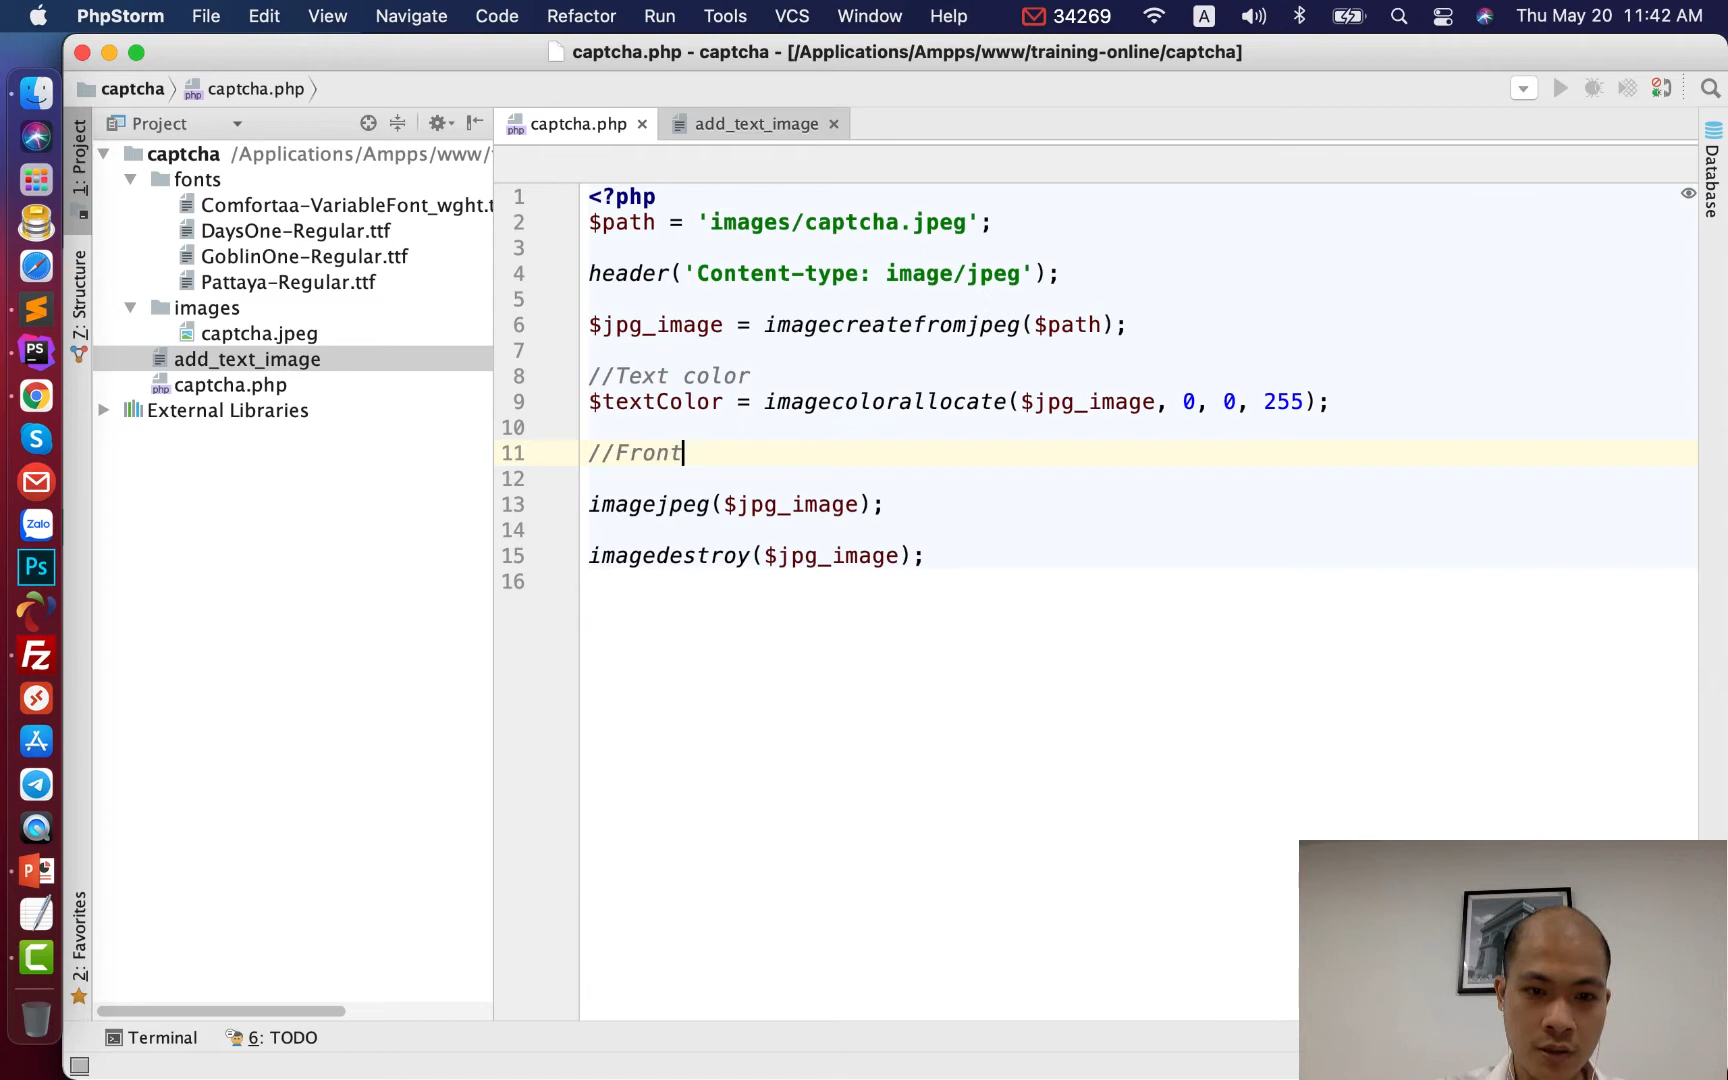 PhpStorm File Edit View Navigate Code Refactor Run Tools VCS Window Help 34269 A Thu May 20 11:42 AM
captcha.php - captcha - [/Applications/Ampps/www/training-online/captcha]
captcha captcha.php
Project
captcha.php
add_text_image
1: Project
Z: Structure
2: Favorites
Database
captcha /Applications/Ampps/www/
fonts
Comfortaa-VariableFont_wght.t
DaysOne-Regular.ttf
GoblinOne-Regular.ttf
Pattaya-Regular.ttf
images
captcha.jpeg
add_text_image
captcha.php
External Libraries
1 <?php
2 $path = 'images/captcha.jpeg';
3
4 header('Content-type: image/jpeg');
5
6 $jpg_image = imagecreatefromjpeg($path);
7
8 //Text color
9 $textColor = imagecolorallocate($jpg_image, 0, 0, 255);
10
11 //Front
12
13 imagejpeg($jpg_image);
14
15 imagedestroy($jpg_image);
16
PS
S
Zalo
Ps
Fz
P
C
Terminal 6: TODO